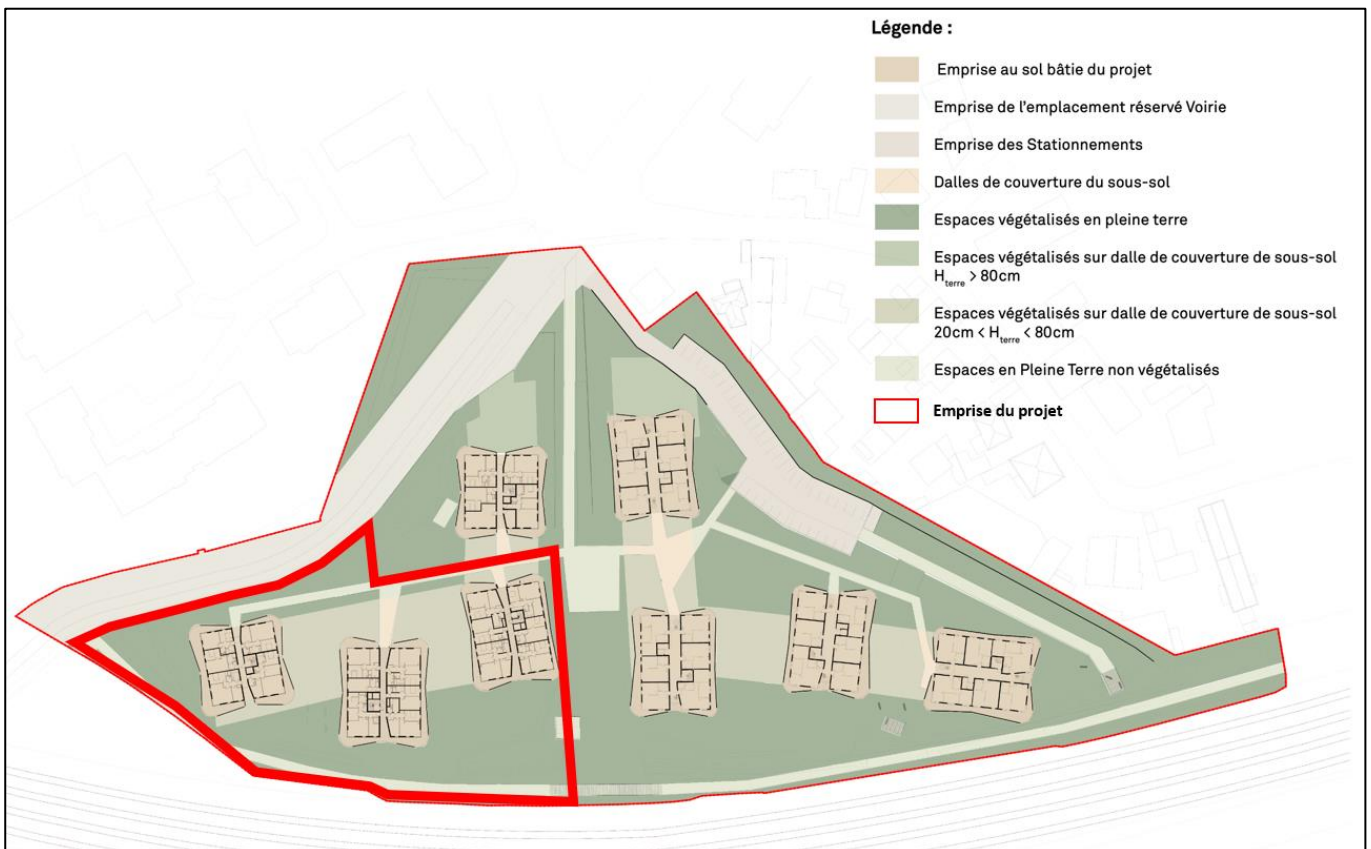 Légende :
Emprise au sol bâtie du projet
Emprise de l'emplacement réservé Voirie
Emprise des Stationnements
Dalles de couverture du sous-sol
Espaces végétalisés en pleine terre
Espaces végétalisés sur dalle de couverture de sous-sol
H terre > 80cm
Espaces végétalisés sur dalle de couverture de sous-sol
20cm < H terre < 80cm
Espaces en Pleine Terre non végétalisés
Emprise du projet